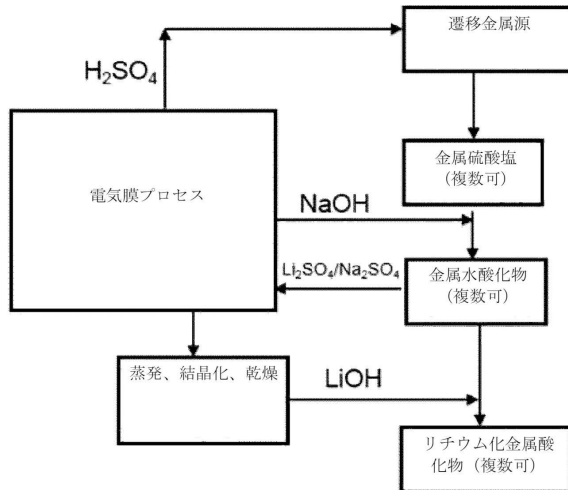 遷移金属源
H₂SO₄
金属硫酸塩
（複数可）
電気膜プロセス
NaOH
Li₂SO₄/Na₂SO₄
金属水酸化物
（複数可）
蒸発、結晶化、乾燥
LiOH
リチウム化金属酸
化物（複数可）